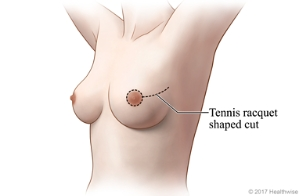 Tennis racquet
shaped cut
© 2017 Healthwise